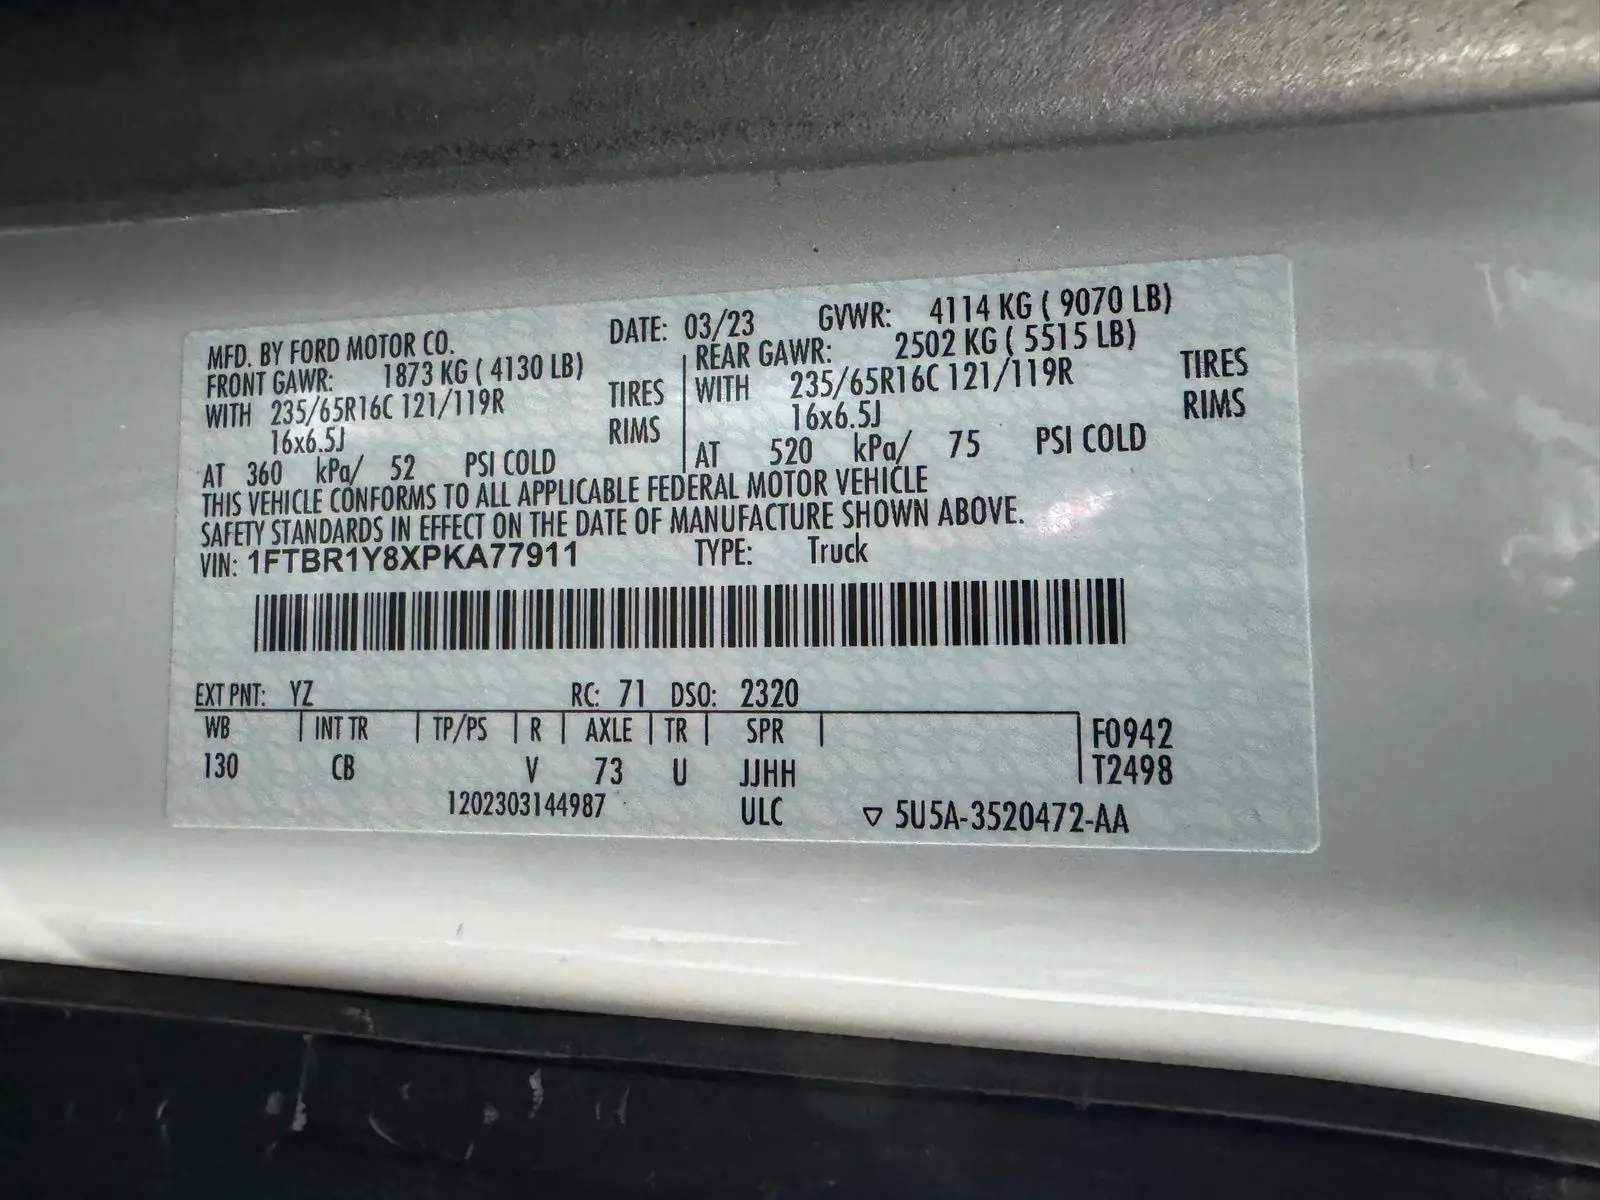 MFD. BY FORD MOTOR CO. DATE: 03/23 GVWR: 4114 KG ( 9070 LB)
FRONT GAWR: 1873 KG ( 4130 LB) REAR GAWR: 2502 KG ( 5515 LB)
WITH 235/65R16C 121/119R TIRES WITH 235/65R16C 121/119R TIRES
16x6.5J RIMS 16x6.5J RIMS
AT 360 kPa/ 52 PSI COLD AT 520 kPa/ 75 PSI COLD
THIS VEHICLE CONFORMS TO ALL APPLICABLE FEDERAL MOTOR VEHICLE
SAFETY STANDARDS IN EFFECT ON THE DATE OF MANUFACTURE SHOWN ABOVE.
VIN: 1FTBR1Y8XPKA77911 TYPE: Truck
EXT PNT: YZ RC: 71 DSO: 2320
WB INT TR TP/PS R AXLE TR SPR F0942
130 CB V 73 U JJHH T2498
1202303144987 ULC ▽ 5U5A-3520472-AA